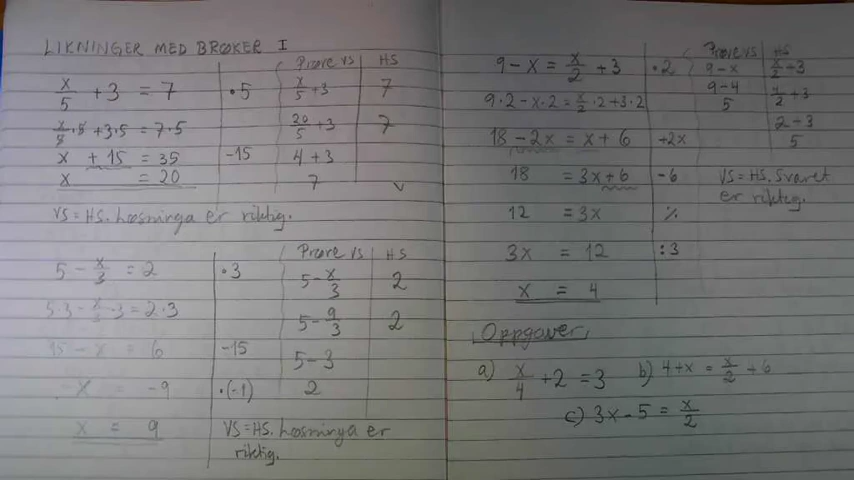 LIKNINGER MED BRØKER I
Prøve VS | HS
x/5 + 3 = 7 | ·5 | x/5 + 3 | 7
x/5 · 5 + 3·5 = 7·5 | 20/5 + 3 | 7
x + 15 = 35 | -15 | 4 + 3
x = 20 | 7
VS = HS. Løsninga er riktig.
Prøve VS | HS
5 - x/3 = 2 | ·3 | 5 - x/3 | 2
5·3 - x/3 · 3 = 2·3 | 5 - 9/3 | 2
15 - x = 6 | -15 | 5 - 3
-x = -9 | ·(-1) | 2
x = 9 | VS = HS. Løsninga er
riktig.
Prøve VS | HS
9 - x = x/2 + 3 | ·2 | 9 - x | x/2 + 3
9·2 - x·2 = x/2 · 2 + 3·2 | 9 - 4 | 4/2 + 3
5 | 2 + 3
18 - 2x = x + 6 | +2x | 5
18 = 3x + 6 | -6 | VS = HS. Svaret
er riktig.
12 = 3x | %
3x = 12 | :3
x = 4
Oppgaver
a) x/4 + 2 = 3 b) 4 + x = x/2 + 6
c) 3x - 5 = x/2